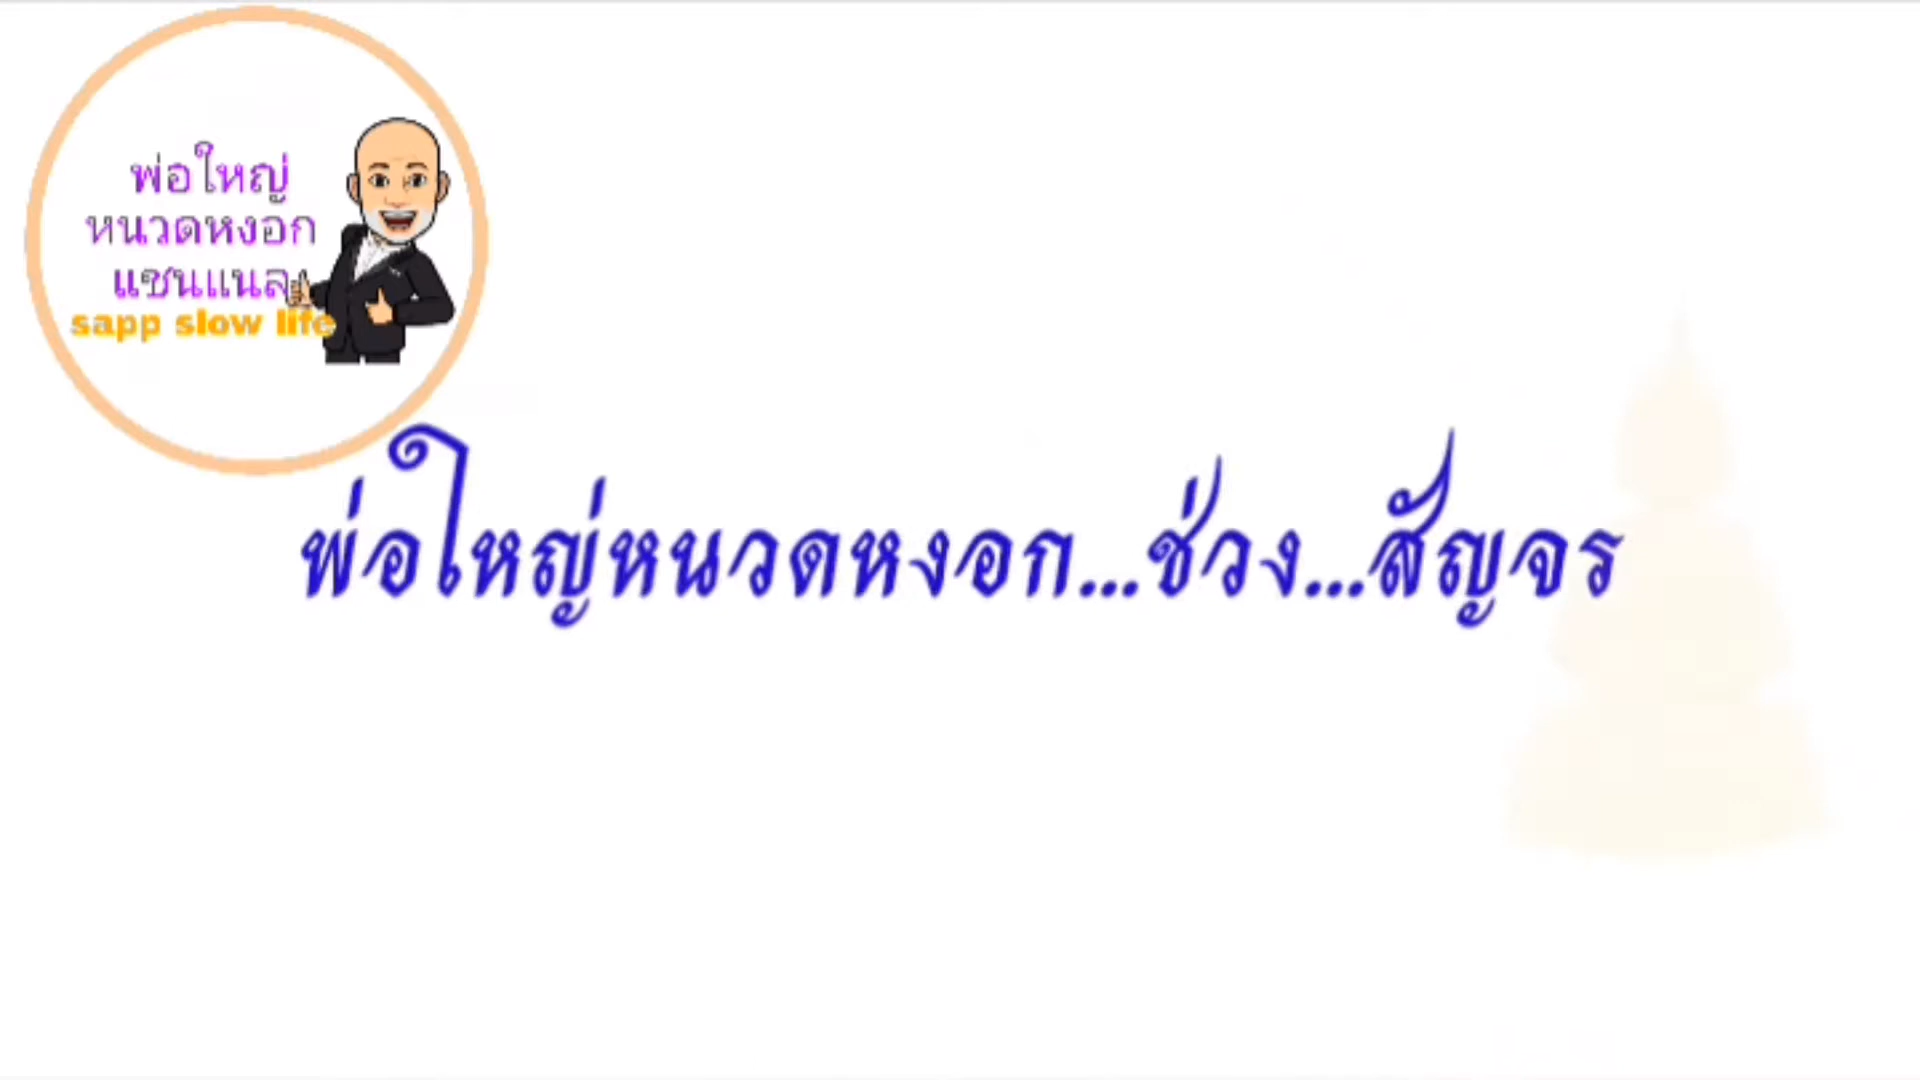 พ่อใหญ่
หนวดหงอก
แชนแนล
sapp slow life
พ่อใหญ่หนวดหงอก...ช่วง...สัญจร